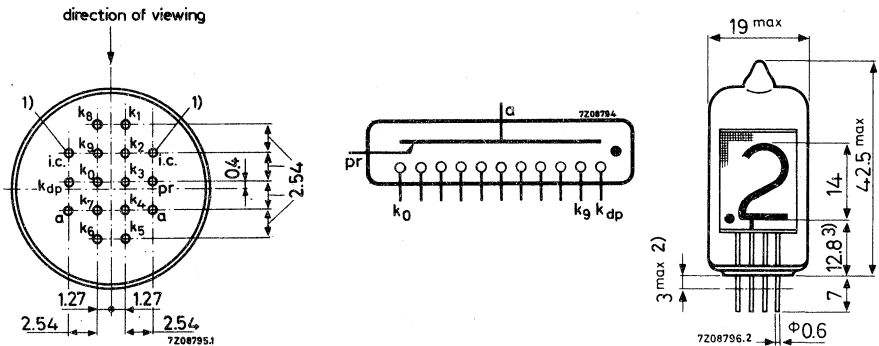 direction of viewing
1)
1)
k8
k1
k9
k2
i.c.
i.c.
k0
k3
kdp
pr
k7
k4
a
a
k6
k5
0.4
2.54
1.27
1.27
2.54
2.54
7Z08795.1
a
7Z08794
pr
k0
k9
kdp
19 max
2
14
42.5 max
12.8 3)
3 max 2)
7
Φ0.6
7Z08796.2